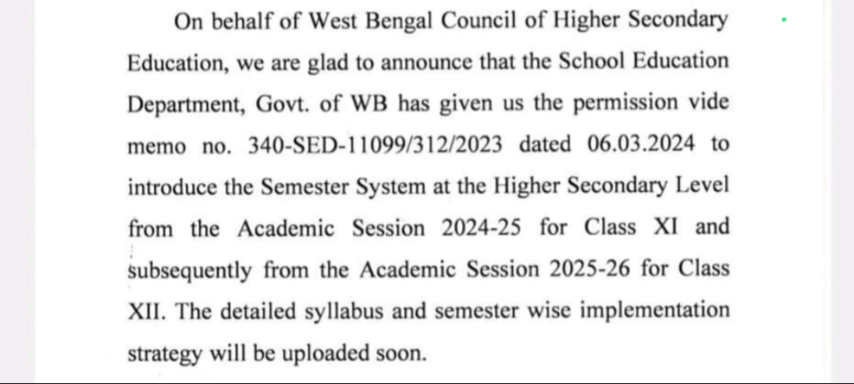 On behalf of West Bengal Council of Higher Secondary
Education, we are glad to announce that the School Education
Department, Govt. of WB has given us the permission vide
memo no. 340-SED-11099/312/2023 dated 06.03.2024 to
introduce the Semester System at the Higher Secondary Level
from the Academic Session 2024-25 for Class XI and
subsequently from the Academic Session 2025-26 for Class
XII. The detailed syllabus and semester wise implementation
strategy will be uploaded soon.